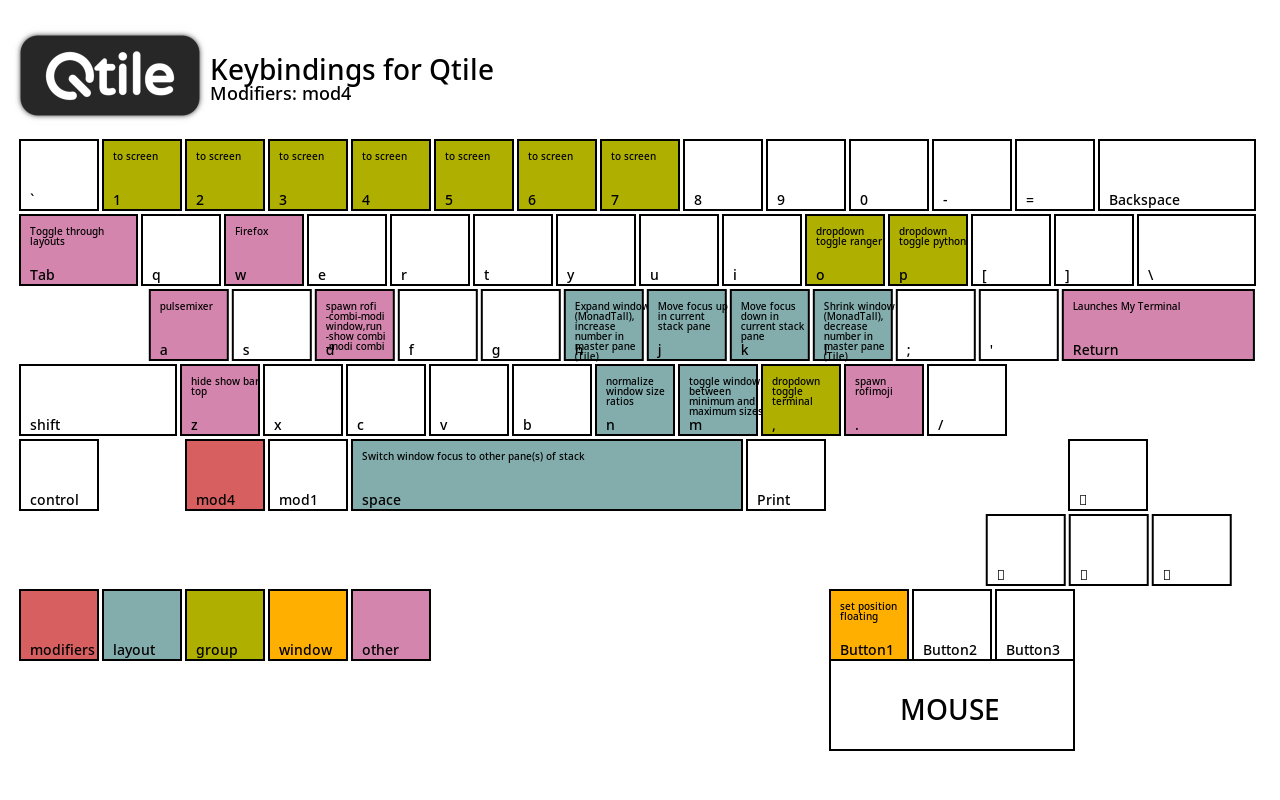 Qtile
Keybindings for Qtile
Modifiers: mod4
`
to screen
1
to screen
2
to screen
3
to screen
4
to screen
5
to screen
6
to screen
7
8
9
0
-
=
Backspace
Toggle through
layouts
Tab
q
Firefox
w
e
r
t
y
u
i
dropdown
toggle ranger
o
dropdown
toggle python
p
[
]
\
pulsemixer
a
s
spawn rofi
-combi-modi
window,run
-show combi
-modi combi
d
f
g
Expand window
(MonadTall),
increase
number in
master pane
(Tile)
h
Move focus up
in current
stack pane
j
Move focus
down in
current stack
pane
k
Shrink window
(MonadTall),
decrease
number in
master pane
(Tile)
l
;
'
Launches My Terminal
Return
shift
hide show bar
top
z
x
c
v
b
normalize
window size
ratios
n
toggle window
between
minimum and
maximum sizes
m
dropdown
toggle
terminal
,
spawn
rofimoji
.
/
control
mod4
mod1
Switch window focus to other pane(s) of stack
space
Print
modifiers
layout
group
window
other
set position
floating
Button1
Button2
Button3
MOUSE